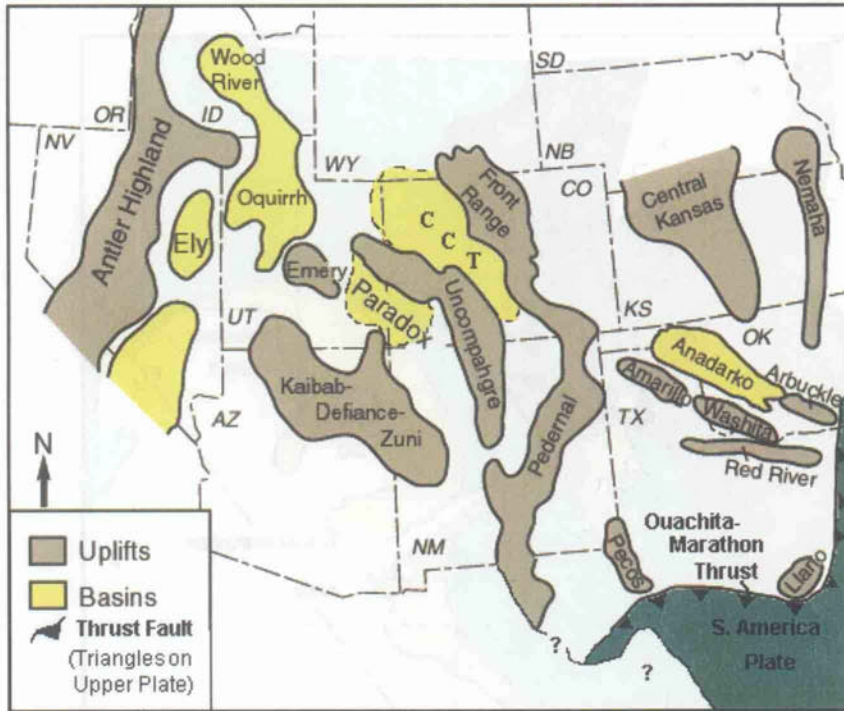 Wood
River
SD
OR
ID
NV
WY
NB
CO
Front
Range
Central
Kansas
Nemaha
Antler Highland
Oquirrh
C
C
T
Ely
Emery
Paradox
Uncompahgre
UT
KS
OK
Anadarko
Arbuckle
Amarillo
Washita
Kaibab-
Defiance-
Zuni
AZ
TX
Pedernal
Red River
N
NM
Pecos
Ouachita-
Marathon
Thrust
Llano
S. America
Plate
?
?
Uplifts
Basins
Thrust Fault
(Triangles on
Upper Plate)